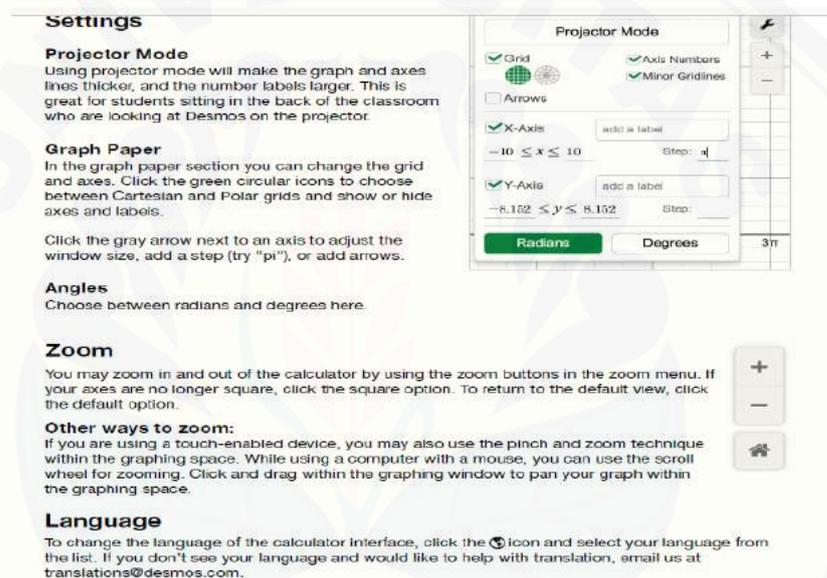 Settings
Projector Mode
Using projector mode will make the graph and axes
lines thicker, and the number labels larger. This is
great for students sitting in the back of the classroom
who are looking at Desmos on the projector.
Graph Paper
In the graph paper section you can change the grid
and axes. Click the green circular icons to choose
between Cartesian and Polar grids and show or hide
axes and labels.
Click the gray arrow next to an axis to adjust the
window size, add a step (try "pi"), or add arrows.
Angles
Choose between radians and degrees here.
Projector Mode
Grid
Axis Numbers
Minor Gridlines
Arrows
X-Axis add a label
−10 ≤ x ≤ 10 Step:
Y-Axis add a label
−8.152 ≤ y ≤ 8.152 Step:
Radians Degrees
3π
+
−
Zoom
You may zoom in and out of the calculator by using the zoom buttons in the zoom menu. If
your axes are no longer square, click the square option. To return to the default view, click
the default option.
Other ways to zoom:
If you are using a touch-enabled device, you may also use the pinch and zoom technique
within the graphing space. While using a computer with a mouse, you can use the scroll
wheel for zooming. Click and drag within the graphing window to pan your graph within
the graphing space.
+
−
Language
To change the language of the calculator interface, click the icon and select your language from
the list. If you don't see your language and would like to help with translation, email us at
translations@desmos.com.